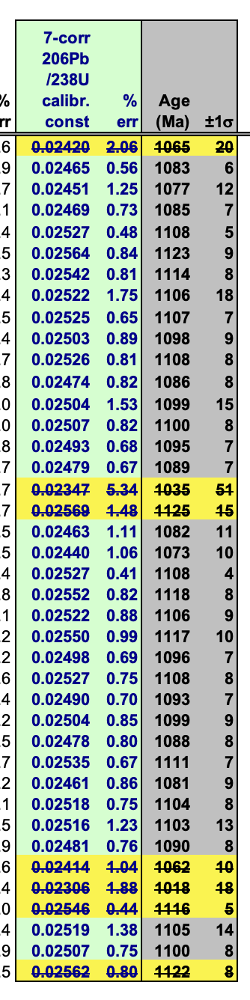 7-corr
206Pb
/238U
% calibr. % Age
rr const err (Ma) ±1σ
.6 0.02420 2.06 1065 20
.9 0.02465 0.56 1083 6
.7 0.02451 1.25 1077 12
.1 0.02469 0.73 1085 7
.4 0.02527 0.48 1108 5
.5 0.02564 0.84 1123 9
.3 0.02542 0.81 1114 8
.4 0.02522 1.75 1106 18
.5 0.02525 0.65 1107 7
.4 0.02503 0.89 1098 9
.7 0.02526 0.81 1108 8
.8 0.02474 0.82 1086 8
.0 0.02504 1.53 1099 15
.0 0.02507 0.82 1100 8
.8 0.02493 0.68 1095 7
.7 0.02479 0.67 1089 7
.7 0.02347 5.34 1035 51
.7 0.02569 1.48 1125 15
.5 0.02463 1.11 1082 11
.5 0.02440 1.06 1073 10
.4 0.02527 0.41 1108 4
.8 0.02552 0.82 1118 8
.1 0.02522 0.88 1106 9
.2 0.02550 0.99 1117 10
.2 0.02498 0.69 1096 7
.6 0.02527 0.75 1108 8
.4 0.02490 0.70 1093 7
.2 0.02504 0.85 1099 9
.5 0.02478 0.80 1088 8
.7 0.02535 0.67 1111 7
.2 0.02461 0.86 1081 9
.1 0.02518 0.75 1104 8
.5 0.02516 1.23 1103 13
.9 0.02481 0.76 1090 8
.6 0.02414 1.04 1062 10
.4 0.02306 1.88 1018 18
.0 0.02546 0.44 1116 5
.4 0.02519 1.38 1105 14
.9 0.02507 0.75 1100 8
.5 0.02562 0.80 1122 8